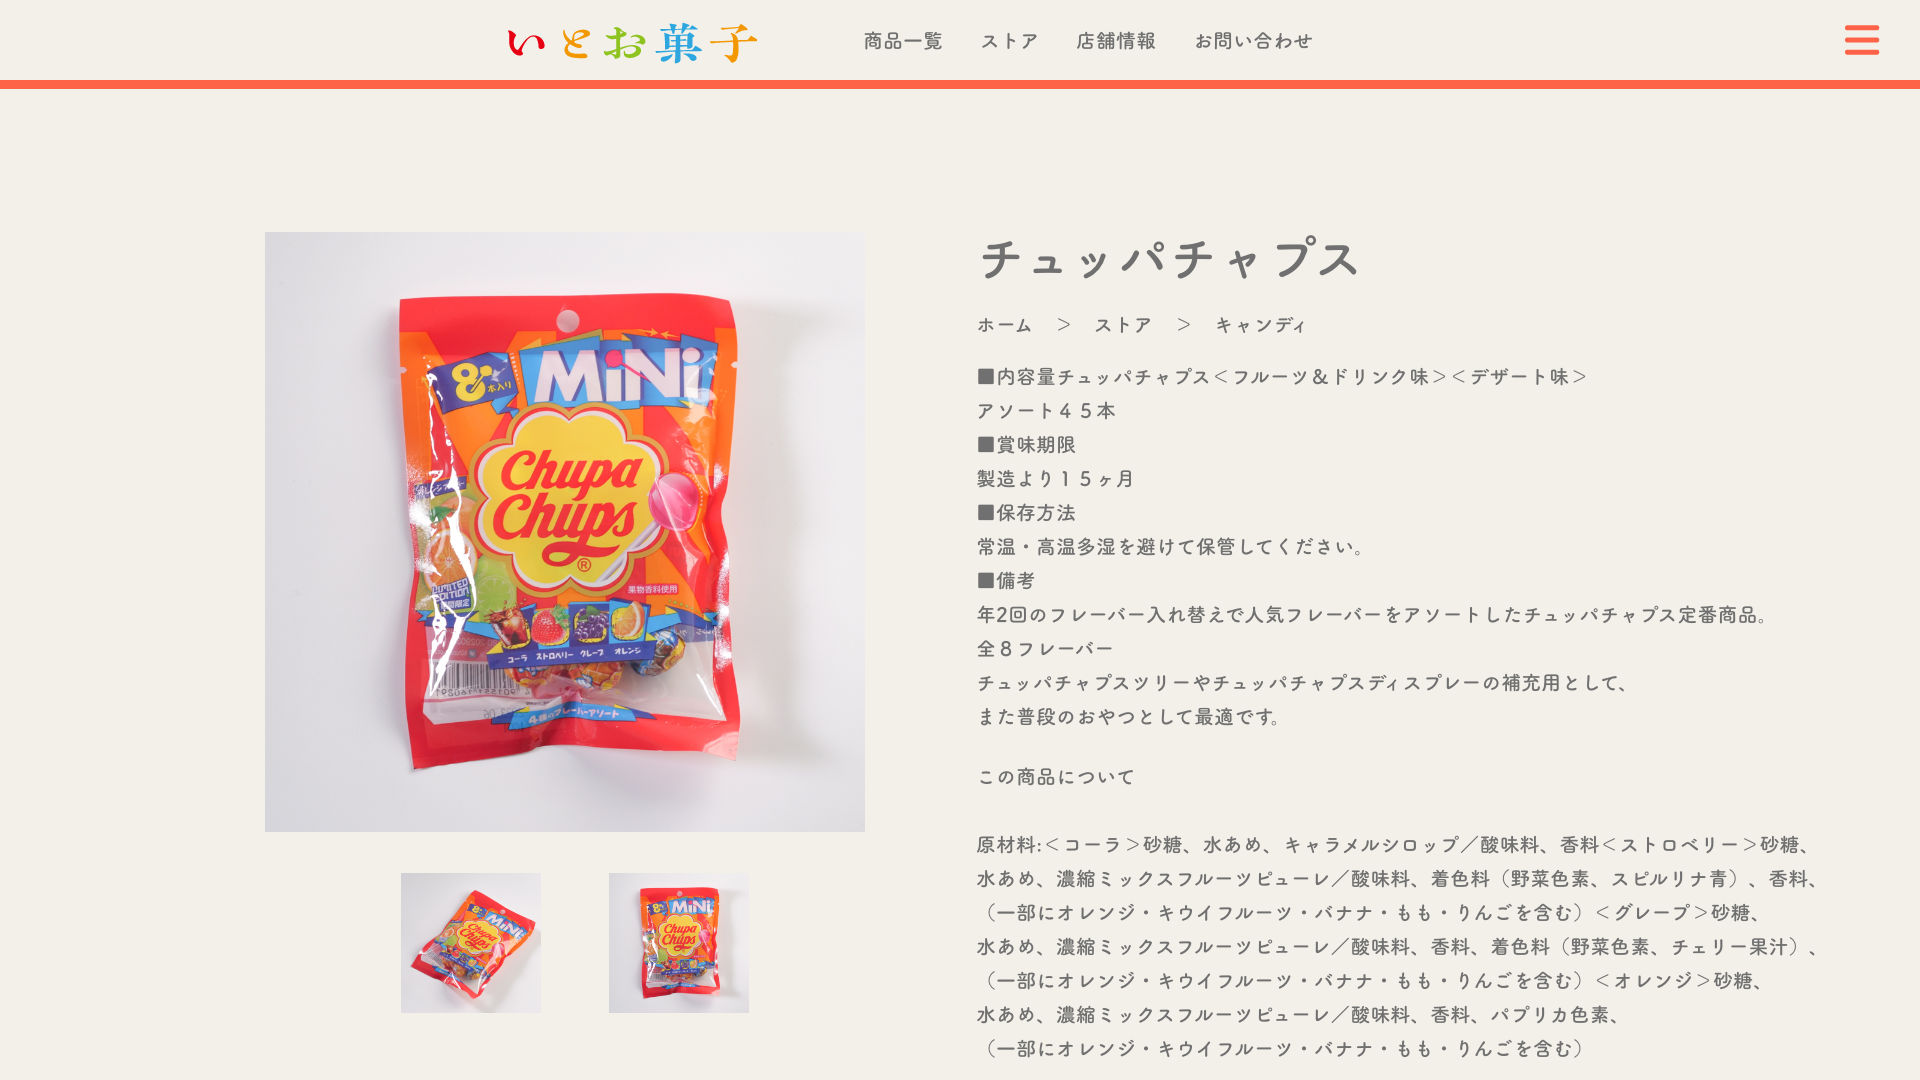 いとお菓子
商品一覧 ストア 店舗情報 お問い合わせ
チュッパチャプス
ホーム ＞ ストア ＞ キャンディ
■内容量チュッパチャプス＜フルーツ＆ドリンク味＞＜デザート味＞
アソート４５本
■賞味期限
製造より１５ヶ月
■保存方法
常温・高温多湿を避けて保管してください。
■備考
年2回のフレーバー入れ替えで人気フレーバーをアソートしたチュッパチャプス定番商品。
全８フレーバー
チュッパチャプスツリーやチュッパチャプスディスプレーの補充用として、
また普段のおやつとして最適です。
この商品について
原材料:＜コーラ＞砂糖、水あめ、キャラメルシロップ／酸味料、香料＜ストロベリー＞砂糖、
水あめ、濃縮ミックスフルーツピューレ／酸味料、着色料（野菜色素、スピルリナ青）、香料、
（一部にオレンジ・キウイフルーツ・バナナ・もも・りんごを含む）＜グレープ＞砂糖、
水あめ、濃縮ミックスフルーツピューレ／酸味料、香料、着色料（野菜色素、チェリー果汁）、
（一部にオレンジ・キウイフルーツ・バナナ・もも・りんごを含む）＜オレンジ＞砂糖、
水あめ、濃縮ミックスフルーツピューレ／酸味料、香料、パプリカ色素、
（一部にオレンジ・キウイフルーツ・バナナ・もも・りんごを含む）
8本入り
MiNi
Chupa
Chups
®
LIMITED
EDITION
期間限定
果物香料使用
コーラ ストロベリー グレープ オレンジ
4種のフレーバーアソート
MiNi
Chupa
Chups
MiNi
Chupa
Chups